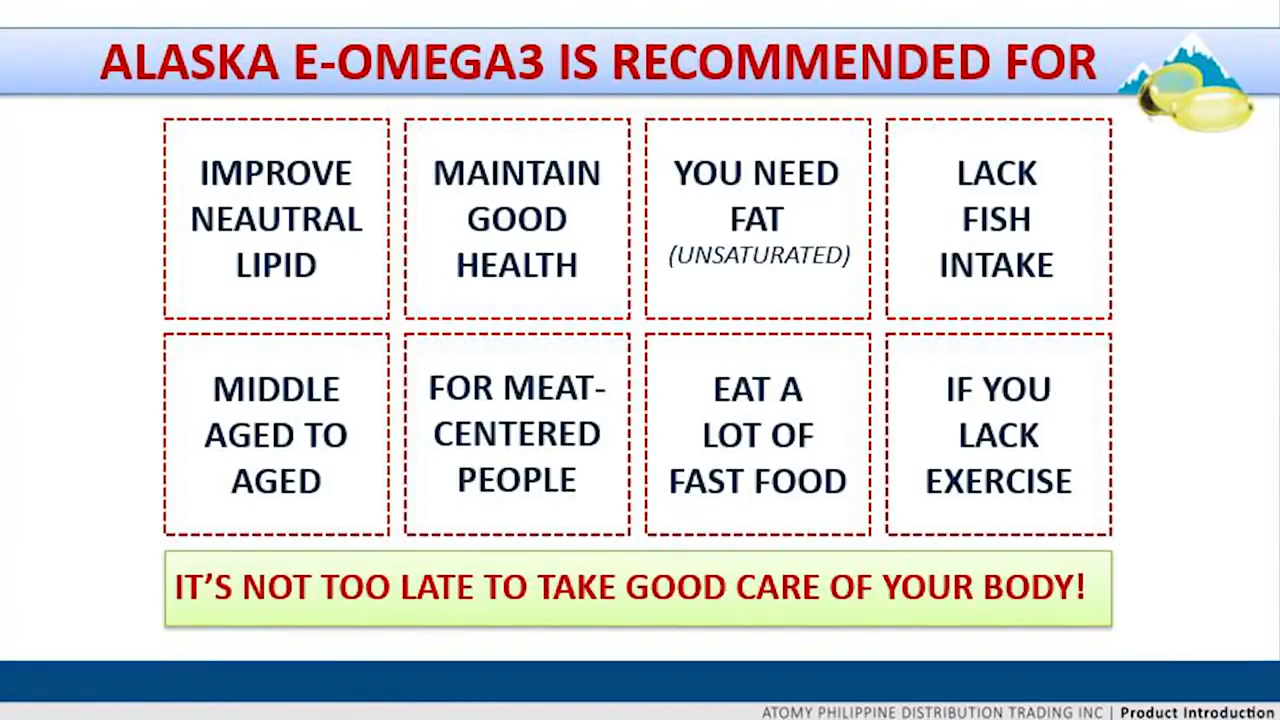 ALASKA E-OMEGA3 IS RECOMMENDED FOR
IMPROVE
NEAUTRAL
LIPID
MAINTAIN
GOOD
HEALTH
YOU NEED
FAT
(UNSATURATED)
LACK
FISH
INTAKE
MIDDLE
AGED TO
AGED
FOR MEAT-
CENTERED
PEOPLE
EAT A
LOT OF
FAST FOOD
IF YOU
LACK
EXERCISE
IT'S NOT TOO LATE TO TAKE GOOD CARE OF YOUR BODY!
ATOMY PHILIPPINE DISTRIBUTION TRADING INC | Product Introduction